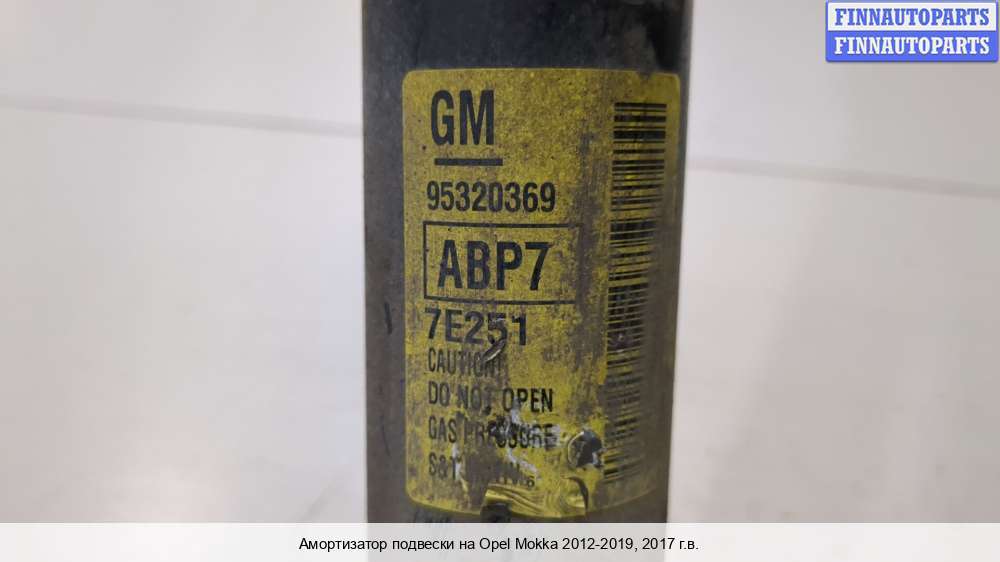 FINNAUTOPARTS
FINNAUTOPARTS
GM
95320369
ABP7
7E251
CAUTION!
DO NOT OPEN
GAS PRESSURE
Амортизатор подвески на Opel Mokka 2012-2019, 2017 г.в.